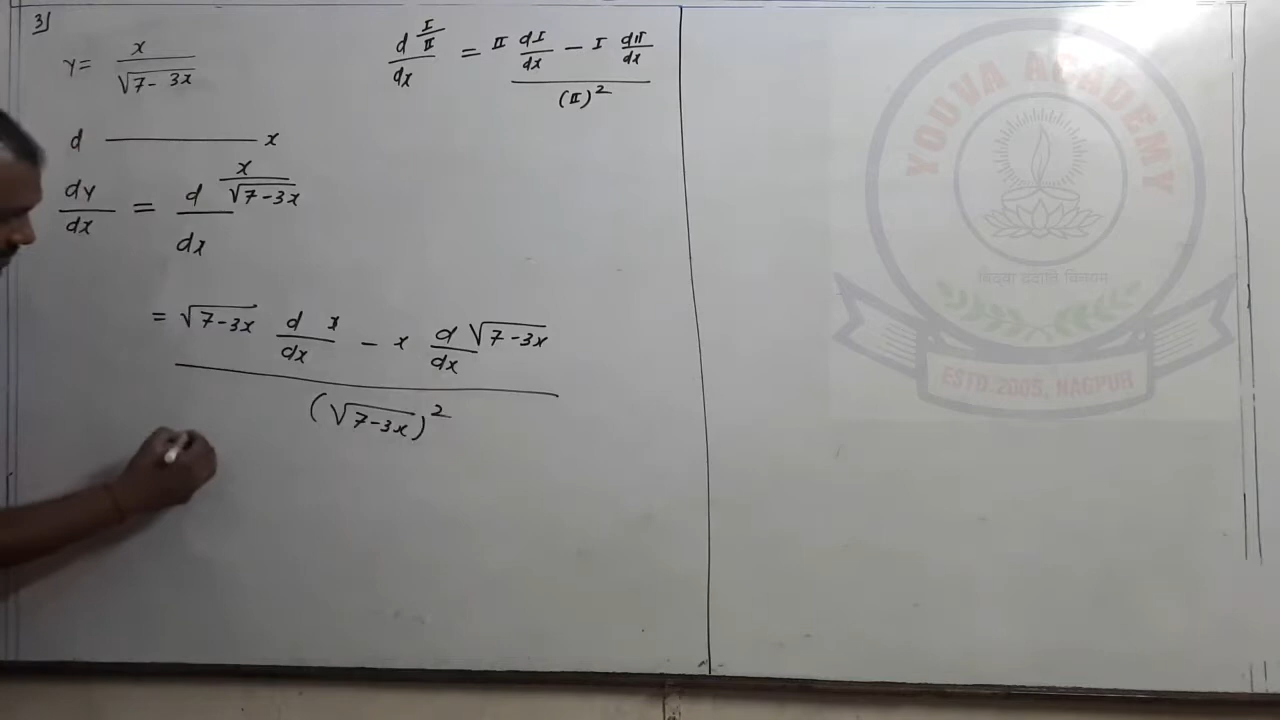 3]
y = x / √7 - 3x
d I/II / dx = II dI/dx - I dII/dx / (II)²
d ——— x
dy/dx = d/dx x/√7-3x
= √7-3x d/dx x - x d/dx √7-3x / (√7-3x)²
YOUVA ACADEMY
ESTD.2005, NAGPUR